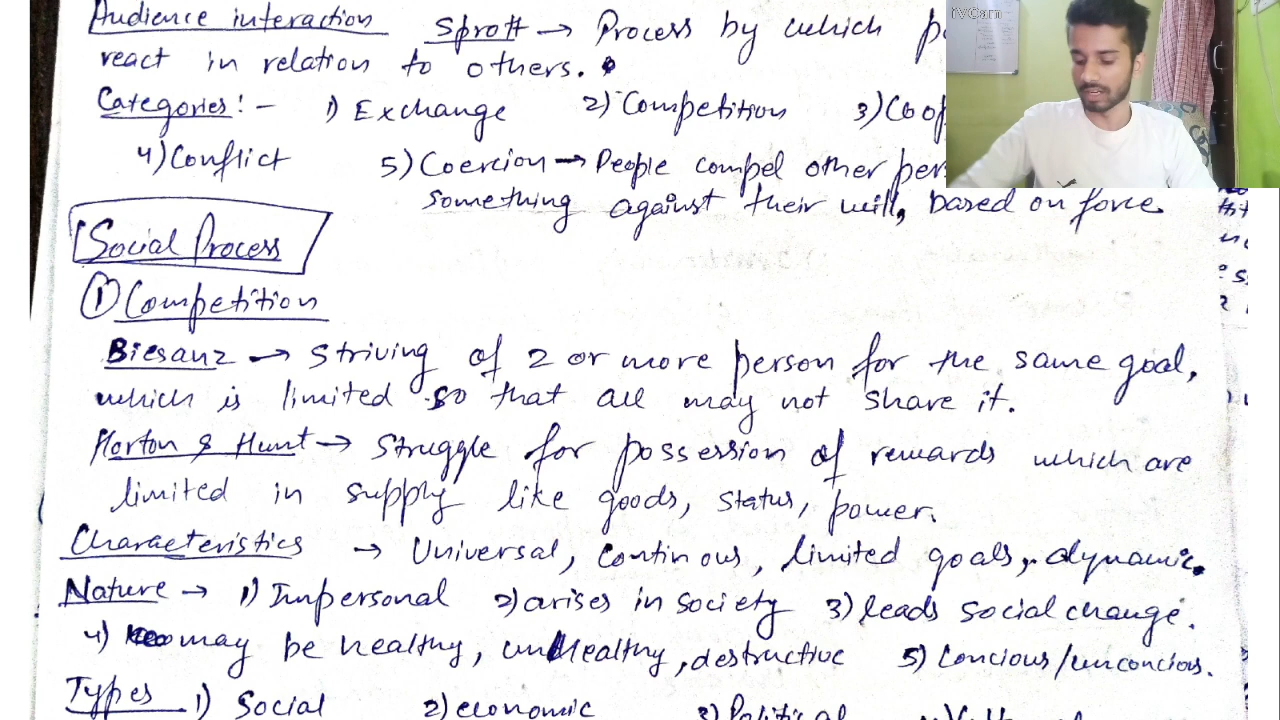 Audience interaction Sprott → Process by which
react in relation to others.
Categories:- 1) Exchange 2) Competition 3)
4) Conflict 5) Coercion → People compel other
something against their will, based on force.
Social Process
① Competition
Biesanz → Striving of 2 or more person for the same goal,
which is limited so that all may not share it.
Horton & Hunt → Struggle for possession of rewards which are
limited in supply like goods, status, power.
Characteristics → Universal, Continous, limited goals, dynamic.
Nature → 1) Impersonal 2) arises in society 3) leads social change.
4) may be healthy, unhealthy, destructive 5) Concious/unconcious.
Types 1) Social 2) economic 3) Political 4)
iVCam